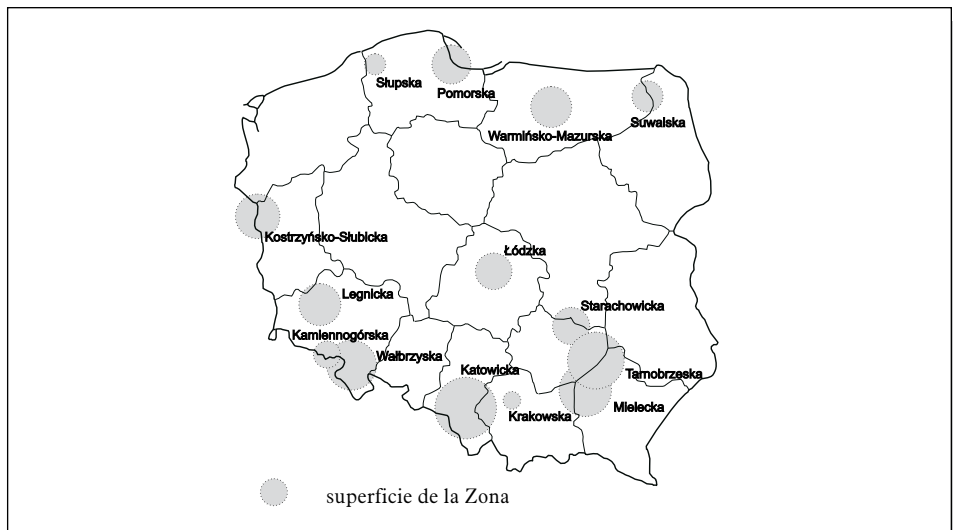 Słupska
Pomorska
Warmińsko-Mazurska
Suwalska
Kostrzyńsko-Słubicka
Łódzka
Legnicka
Starachowicka
Kamiennogórska
Wałbrzyska
Katowicka
Tarnobrzeska
Krakowska
Mielecka
superficie de la Zona